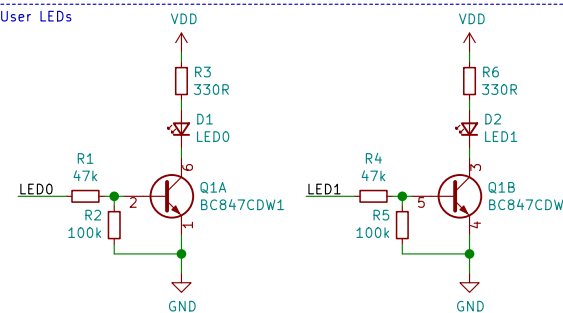 User LEDs
VDD
R3
330R
D1
LED0
R1
47k
LED0
6
Q1A
BC847CDW1
2
R2
100k
1
GND
VDD
R6
330R
D2
LED1
R4
47k
LED1
3
Q1B
BC847CDW
5
R5
100k
4
GND